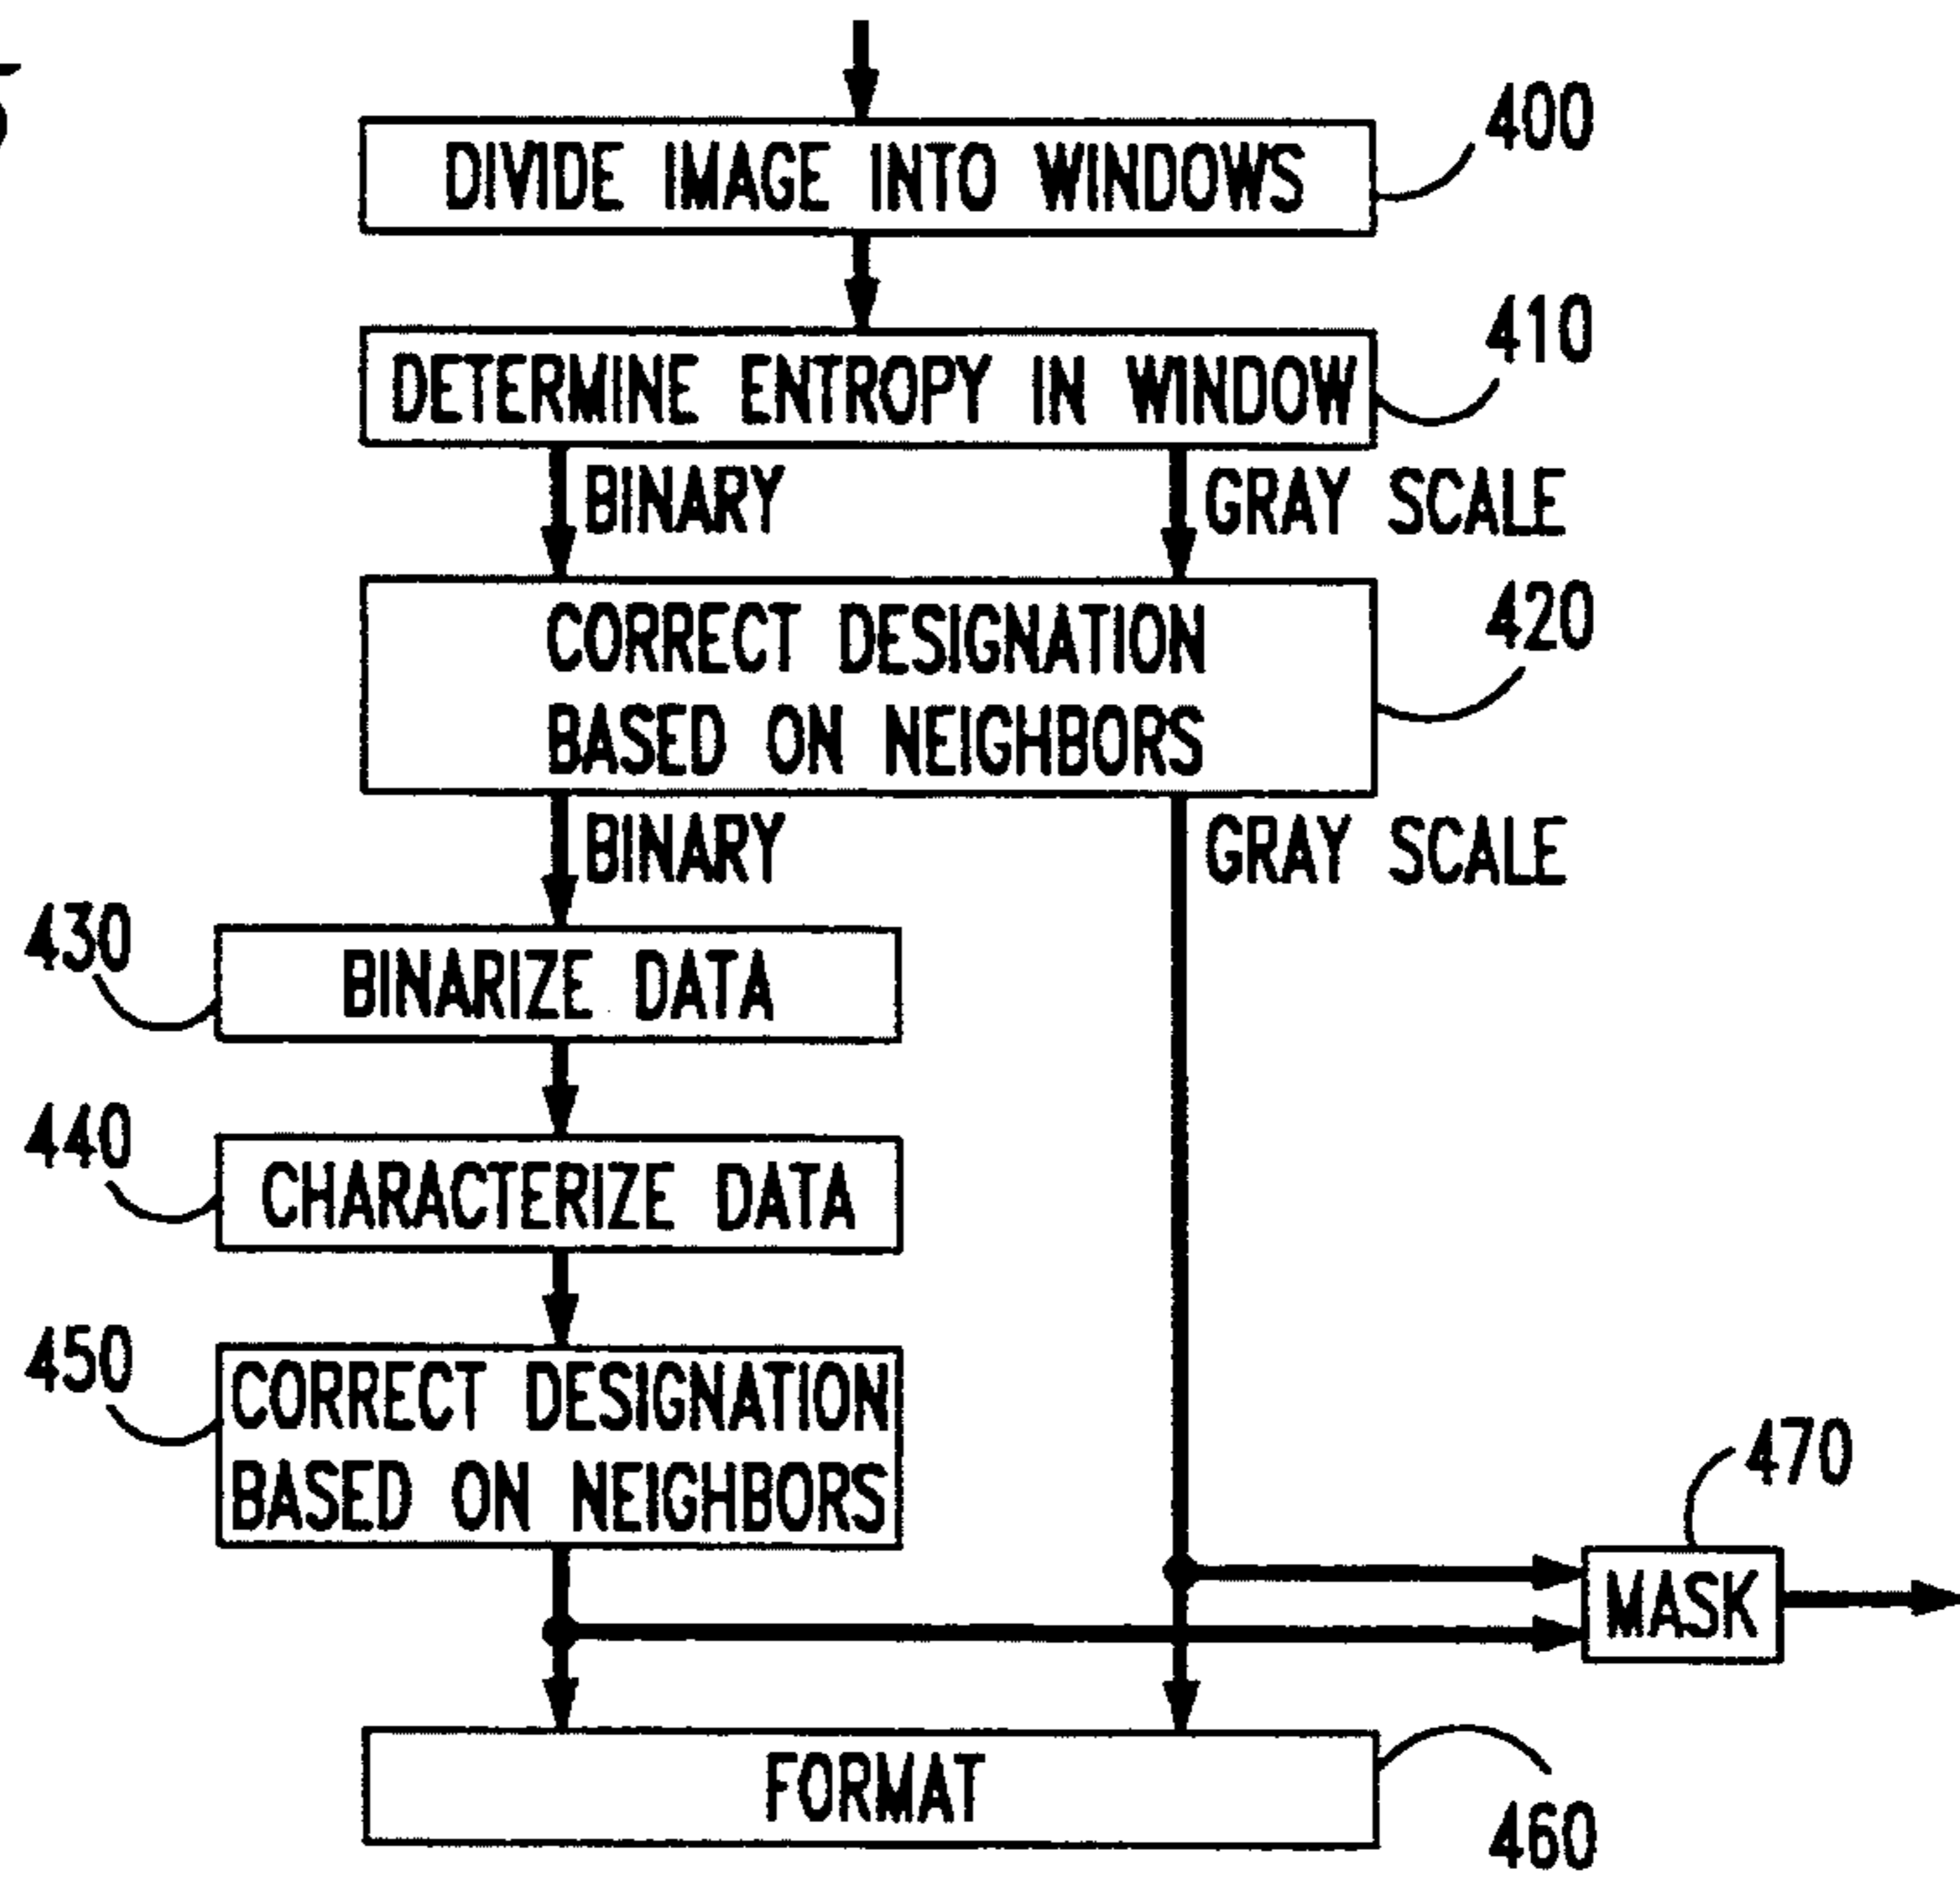 400
DIVIDE IMAGE INTO WINDOWS
410
DETERMINE ENTROPY IN WINDOW
BINARY
GRAY SCALE
420
CORRECT DESIGNATION
BASED ON NEIGHBORS
BINARY
GRAY SCALE
430
BINARIZE DATA
440
CHARACTERIZE DATA
450
CORRECT DESIGNATION
BASED ON NEIGHBORS
470
MASK
FORMAT
460